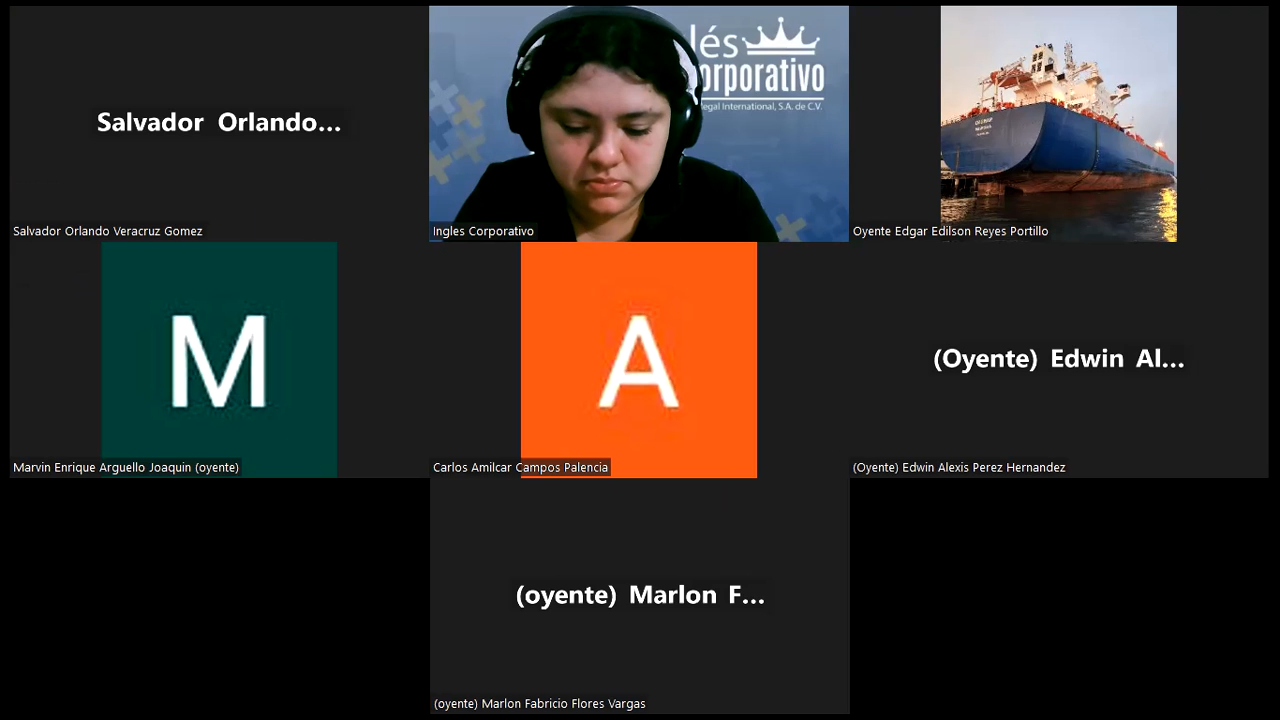 Salvador Orlando...
Salvador Orlando Veracruz Gomez
lés
orporativo
egal International, S.A. de C.V.
Ingles Corporativo
Oyente Edgar Edilson Reyes Portillo
M
Marvin Enrique Arguello Joaquin (oyente)
A
Carlos Amilcar Campos Palencia
(Oyente) Edwin Al...
(Oyente) Edwin Alexis Perez Hernandez
(oyente) Marlon F...
(oyente) Marlon Fabricio Flores Vargas